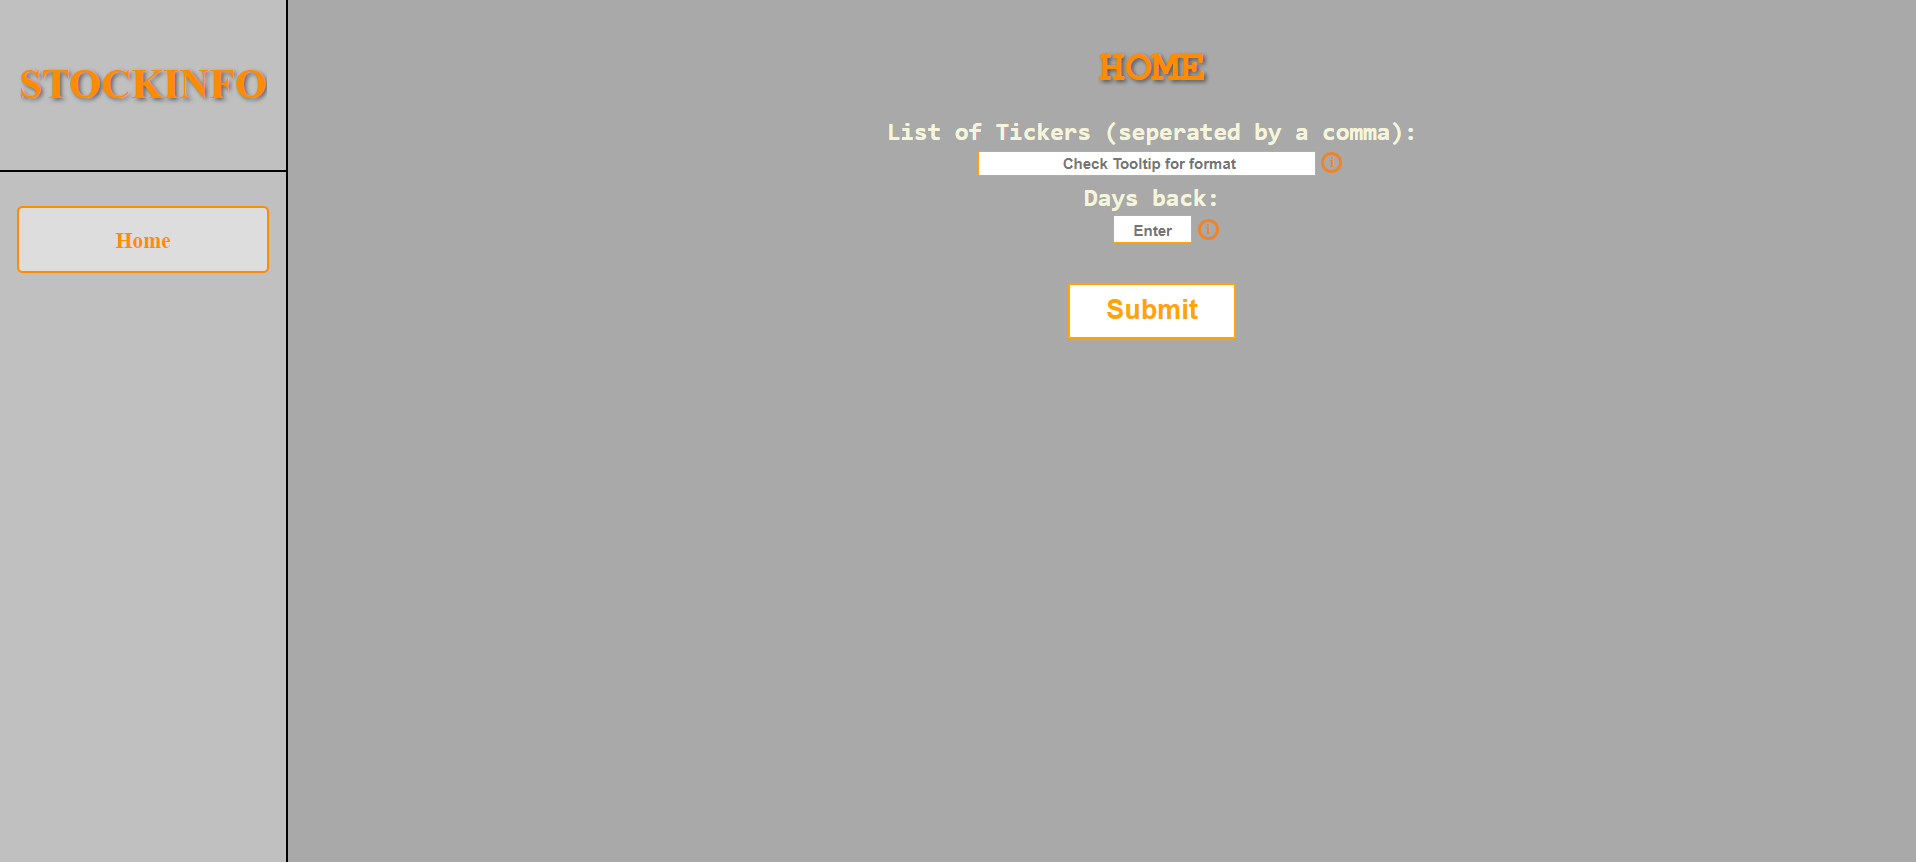 STOCKINFO
Home
HOME
List of Tickers (seperated by a comma):
Check Tooltip for format
Days back:
Enter
Submit